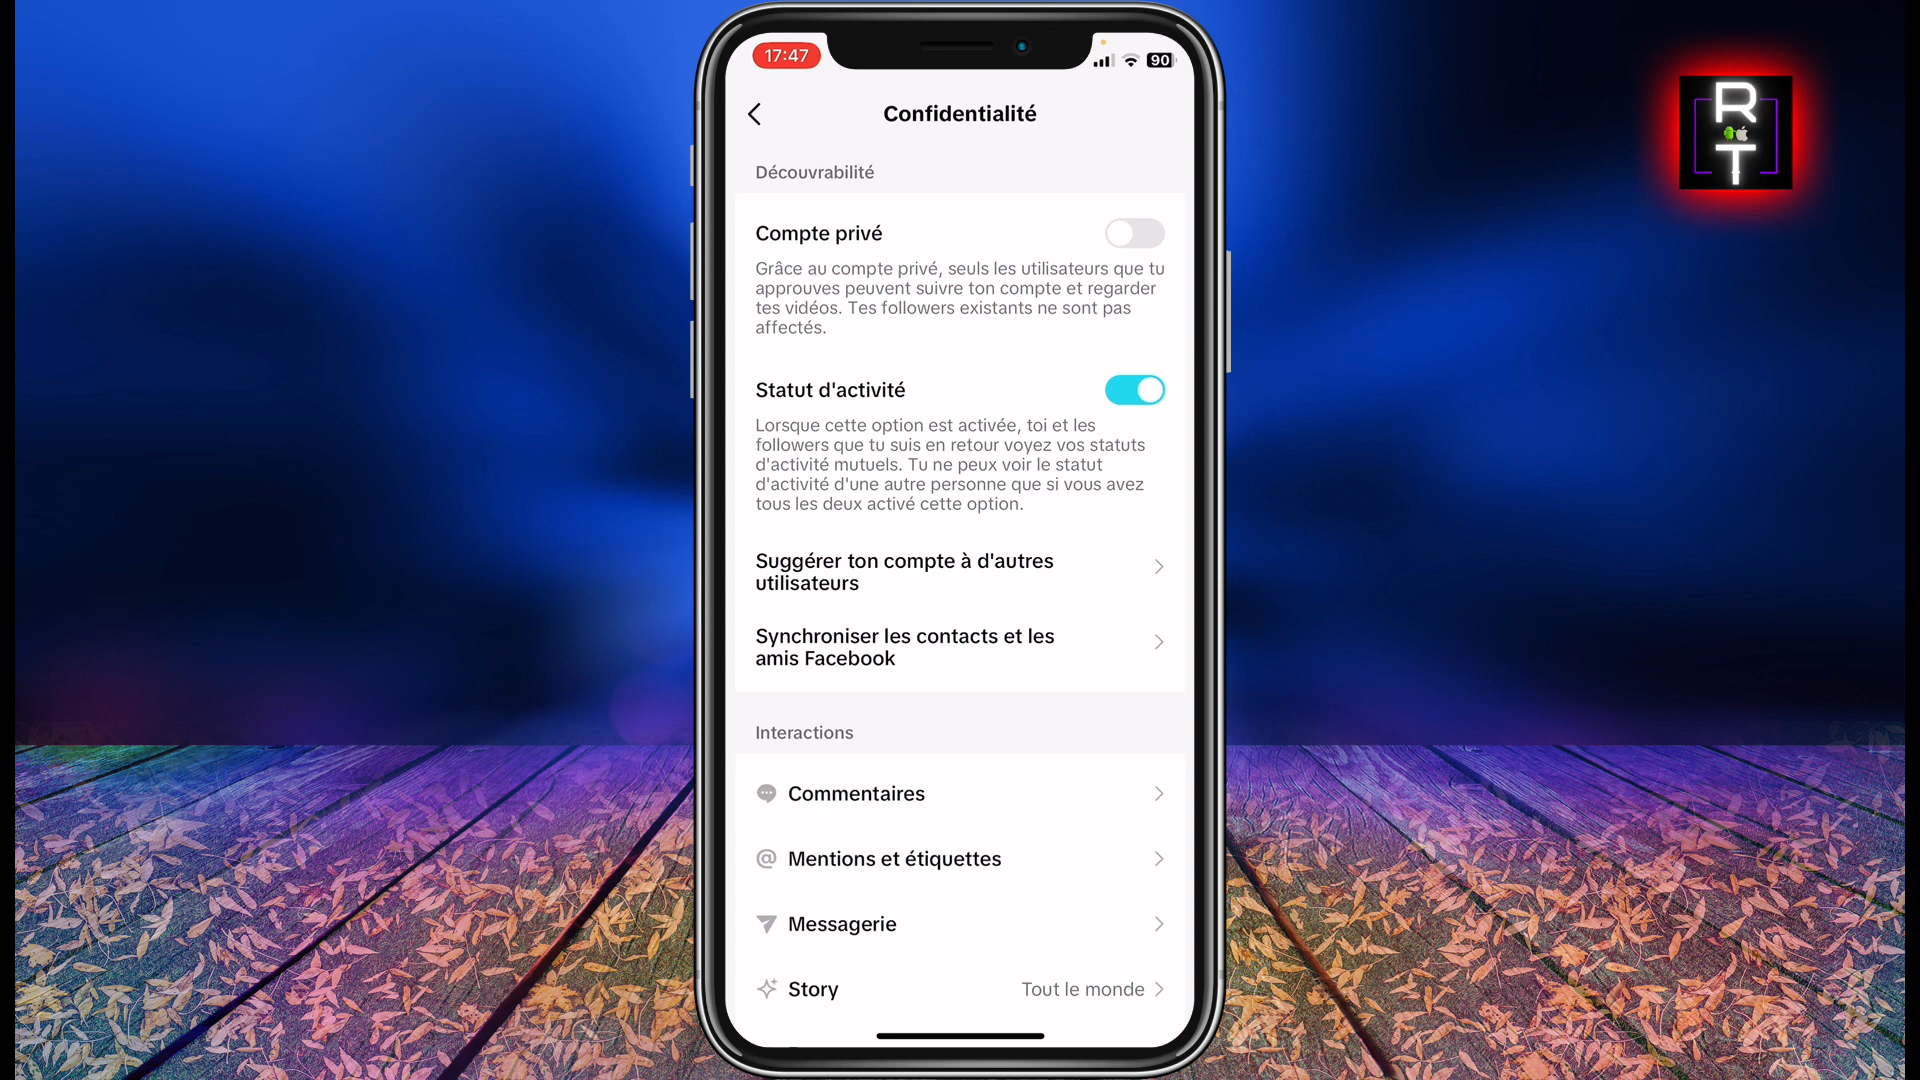 17:47
90
R
T
Confidentialité
Découvrabilité
Compte privé
Grâce au compte privé, seuls les utilisateurs que tu
approuves peuvent suivre ton compte et regarder
tes vidéos. Tes followers existants ne sont pas
affectés.
Statut d'activité
Lorsque cette option est activée, toi et les
followers que tu suis en retour voyez vos statuts
d'activité mutuels. Tu ne peux voir le statut
d'activité d'une autre personne que si vous avez
tous les deux activé cette option.
Suggérer ton compte à d'autres
utilisateurs
Synchroniser les contacts et les
amis Facebook
Interactions
Commentaires
Mentions et étiquettes
Messagerie
Story Tout le monde